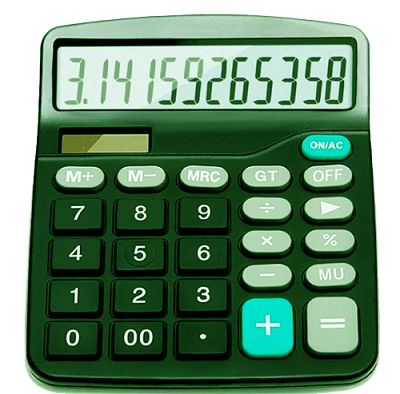 3.14159265358
ON/AC
M+ M− MRC GT OFF
7 8 9 ÷ ▶
4 5 6 × %
1 2 3 − MU
0 00 . + =